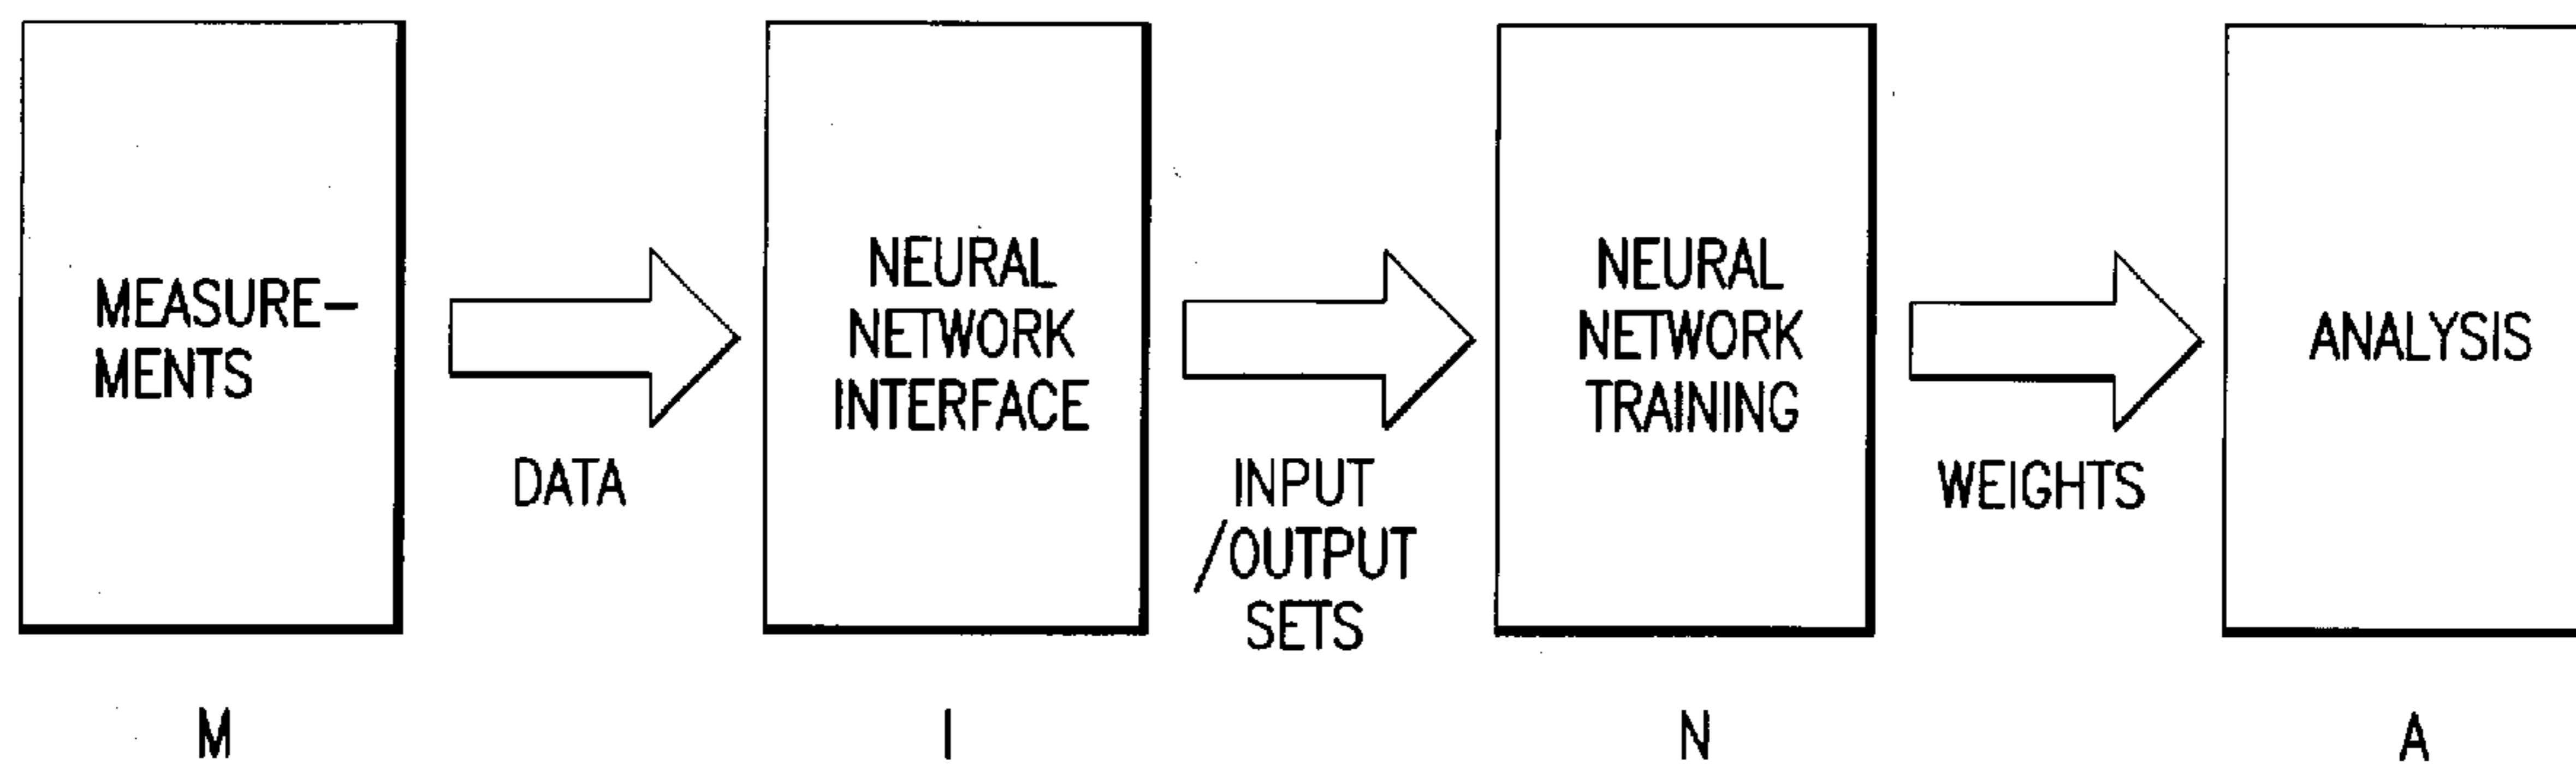 MEASURE-
MENTS
DATA
NEURAL
NETWORK
INTERFACE
INPUT
/OUTPUT
SETS
NEURAL
NETWORK
TRAINING
WEIGHTS
ANALYSIS
M
I
N
A